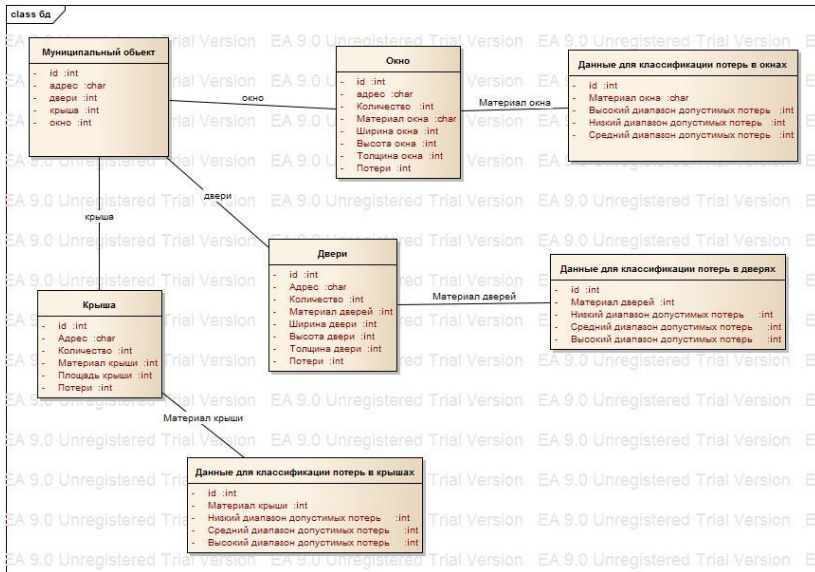 class бд
Муниципальный обьект
- id :int
- адрес :char
- двери :int
- крыша :int
- окно :int
окно
Окно
- id :int
- адрес :char
- Количество :int
- Материал окна :char
- Ширина окна :int
- Высота окна :int
- Толщина окна :int
- Потери :int
Материал окна
Данные для классификации потерь в окнах
- id :int
- Материал окна :char
- Высокий диапазон допустимых потерь :int
- Низкий диапазон допустимых потерь :int
- Средний диапазон допустимых потерь :int
крыша
двери
Двери
- id :int
- Адрес :char
- Количество :int
- Материал дверей :int
- Ширина двери :int
- Высота двери :int
- Толщина двери :int
- Потери :int
Материал дверей
Данные для классификации потерь в дверях
- id :int
- Материал дверей :int
- Низкий диапазон допустимых потерь :int
- Средний диапазон допустимых потерь :int
- Высокий диапазон допустимых потерь :int
Крыша
- id :int
- Адрес :char
- Количество :int
- Материал крыши :int
- Площадь крыши :int
- Потери :int
Материал крыши
Данные для классификации потерь в крышах
- id :int
- Материал крыши :int
- Низкий диапазон допустимых потерь :int
- Средний диапазон допустимых потерь :int
- Высокий диапазон допустимых потерь :int
EA 9.0 Unregistered Trial Version